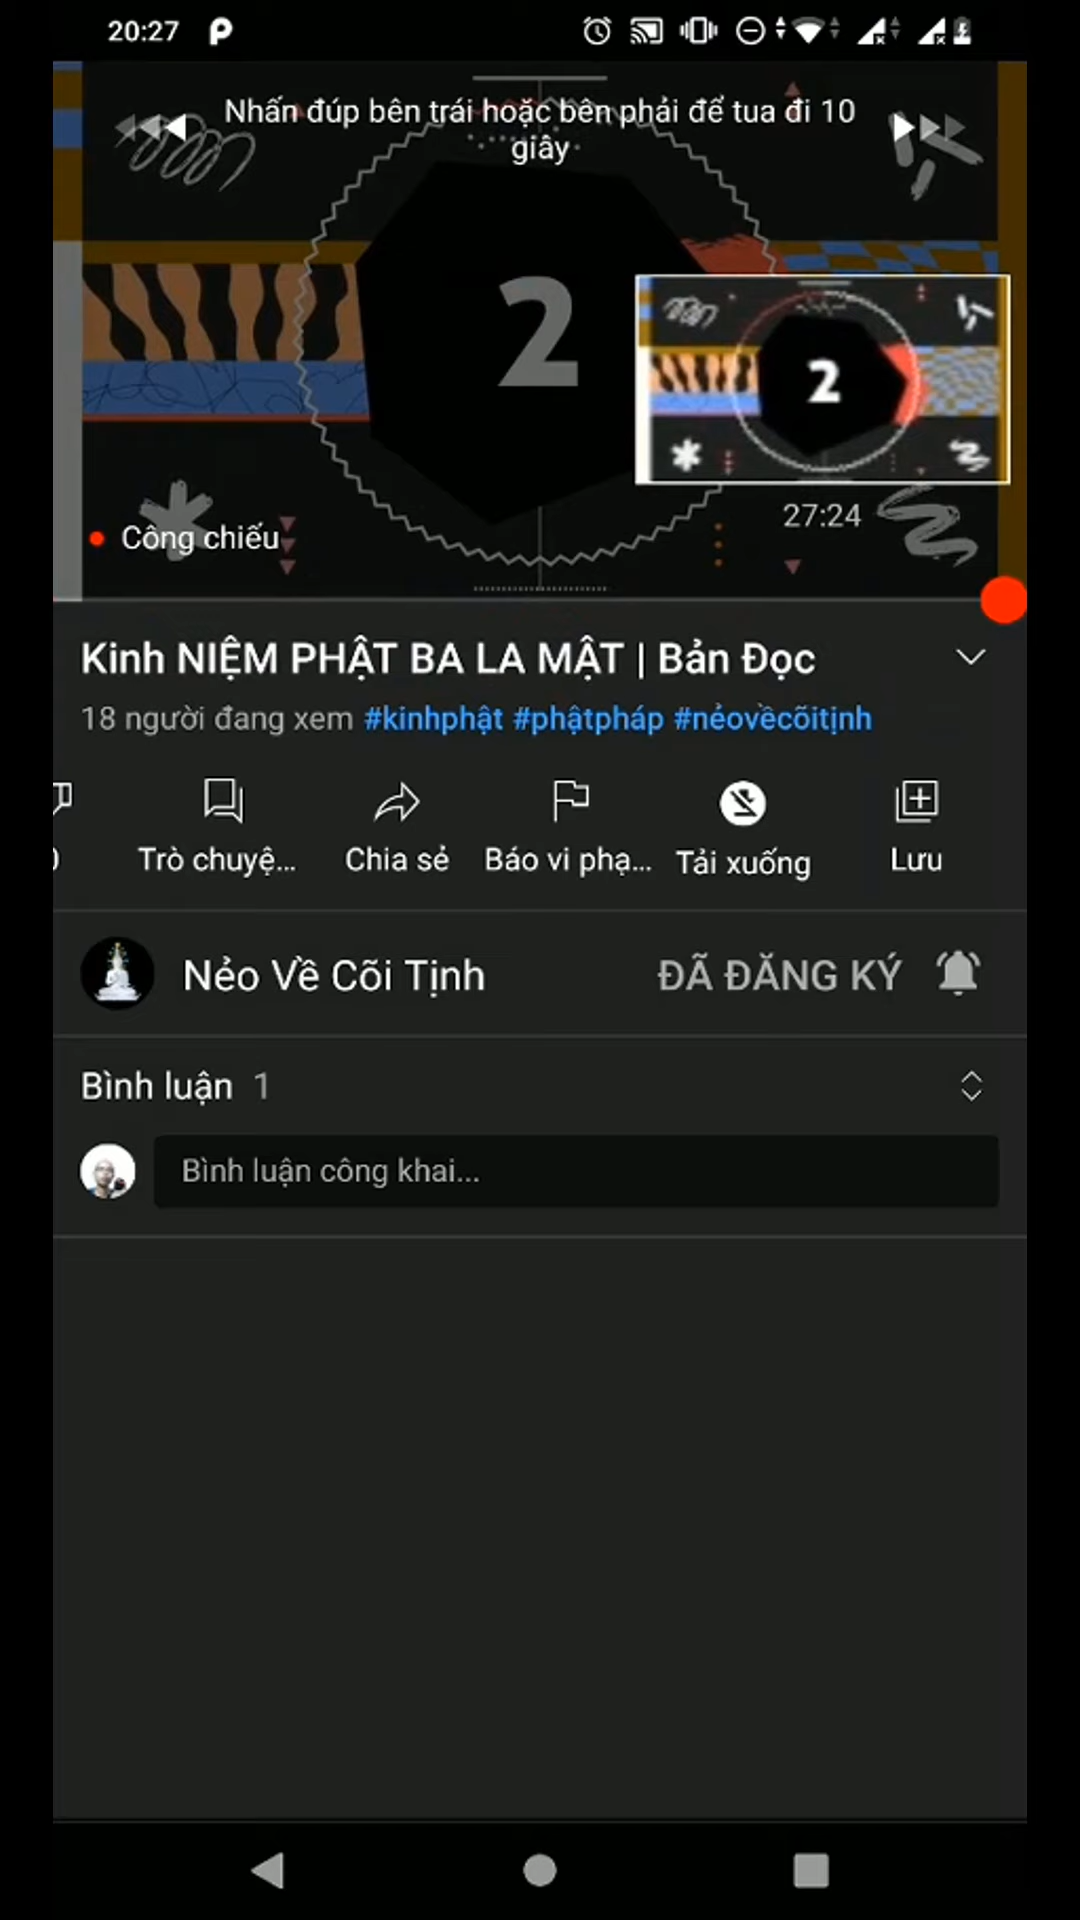 20:27
Nhấn đúp bên trái hoặc bên phải để tua đi 10
giây
2
2
27:24
Công chiếu
Kinh NIỆM PHẬT BA LA MẬT | Bản Đọc
18 người đang xem #kinhphật #phậtpháp #nẻovềcõitịnh
Trò chuyệ... Chia sẻ Báo vi phạ... Tải xuống Lưu
Nẻo Về Cõi Tịnh ĐÃ ĐĂNG KÝ
Bình luận 1
Bình luận công khai...